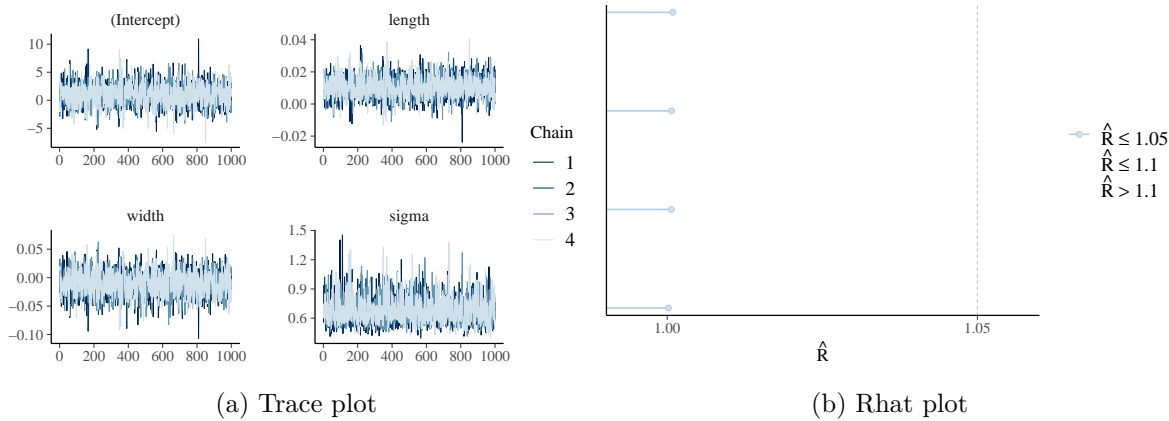 (Intercept)
10
5
0
−5
0 200 400 600 800 1000
length
0.04
0.02
0.00
−0.02
0 200 400 600 800 1000
width
0.05
0.00
−0.05
−0.10
0 200 400 600 800 1000
sigma
1.5
1.2
0.9
0.6
0 200 400 600 800 1000
Chain
1
2
3
4
(a) Trace plot
1.00 1.05
R̂
R̂ ≤ 1.05
R̂ ≤ 1.1
R̂ > 1.1
(b) Rhat plot